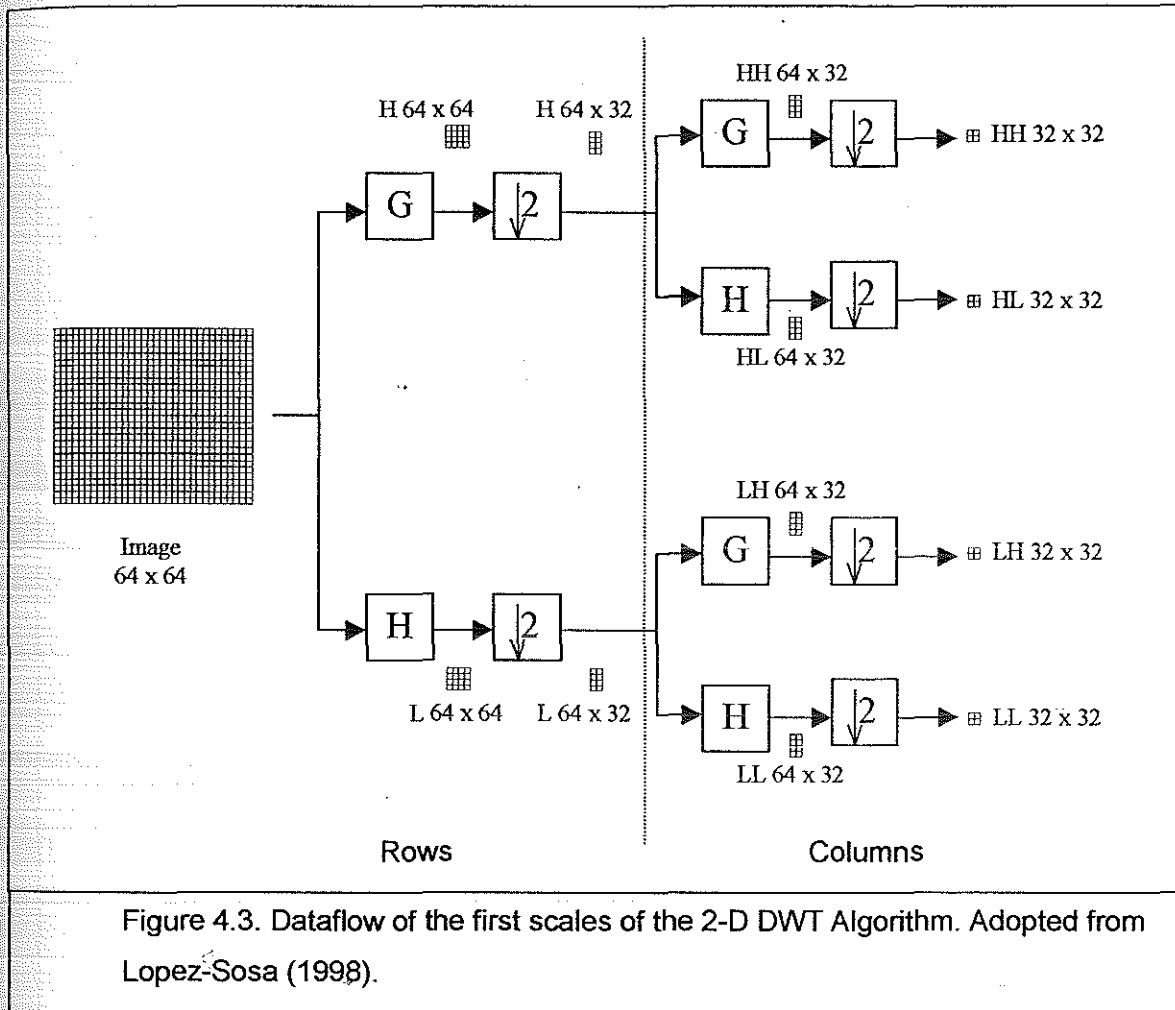 HH 64 x 32
H 64 x 64 H 64 x 32
G ↓2 HH 32 x 32
G ↓2
H ↓2 HL 32 x 32
HL 64 x 32
LH 64 x 32
Image
64 x 64
G ↓2 LH 32 x 32
H ↓2
L 64 x 64 L 64 x 32
H ↓2 LL 32 x 32
LL 64 x 32
Rows Columns
Figure 4.3. Dataflow of the first scales of the 2-D DWT Algorithm. Adopted from
Lopez-Sosa (1998).